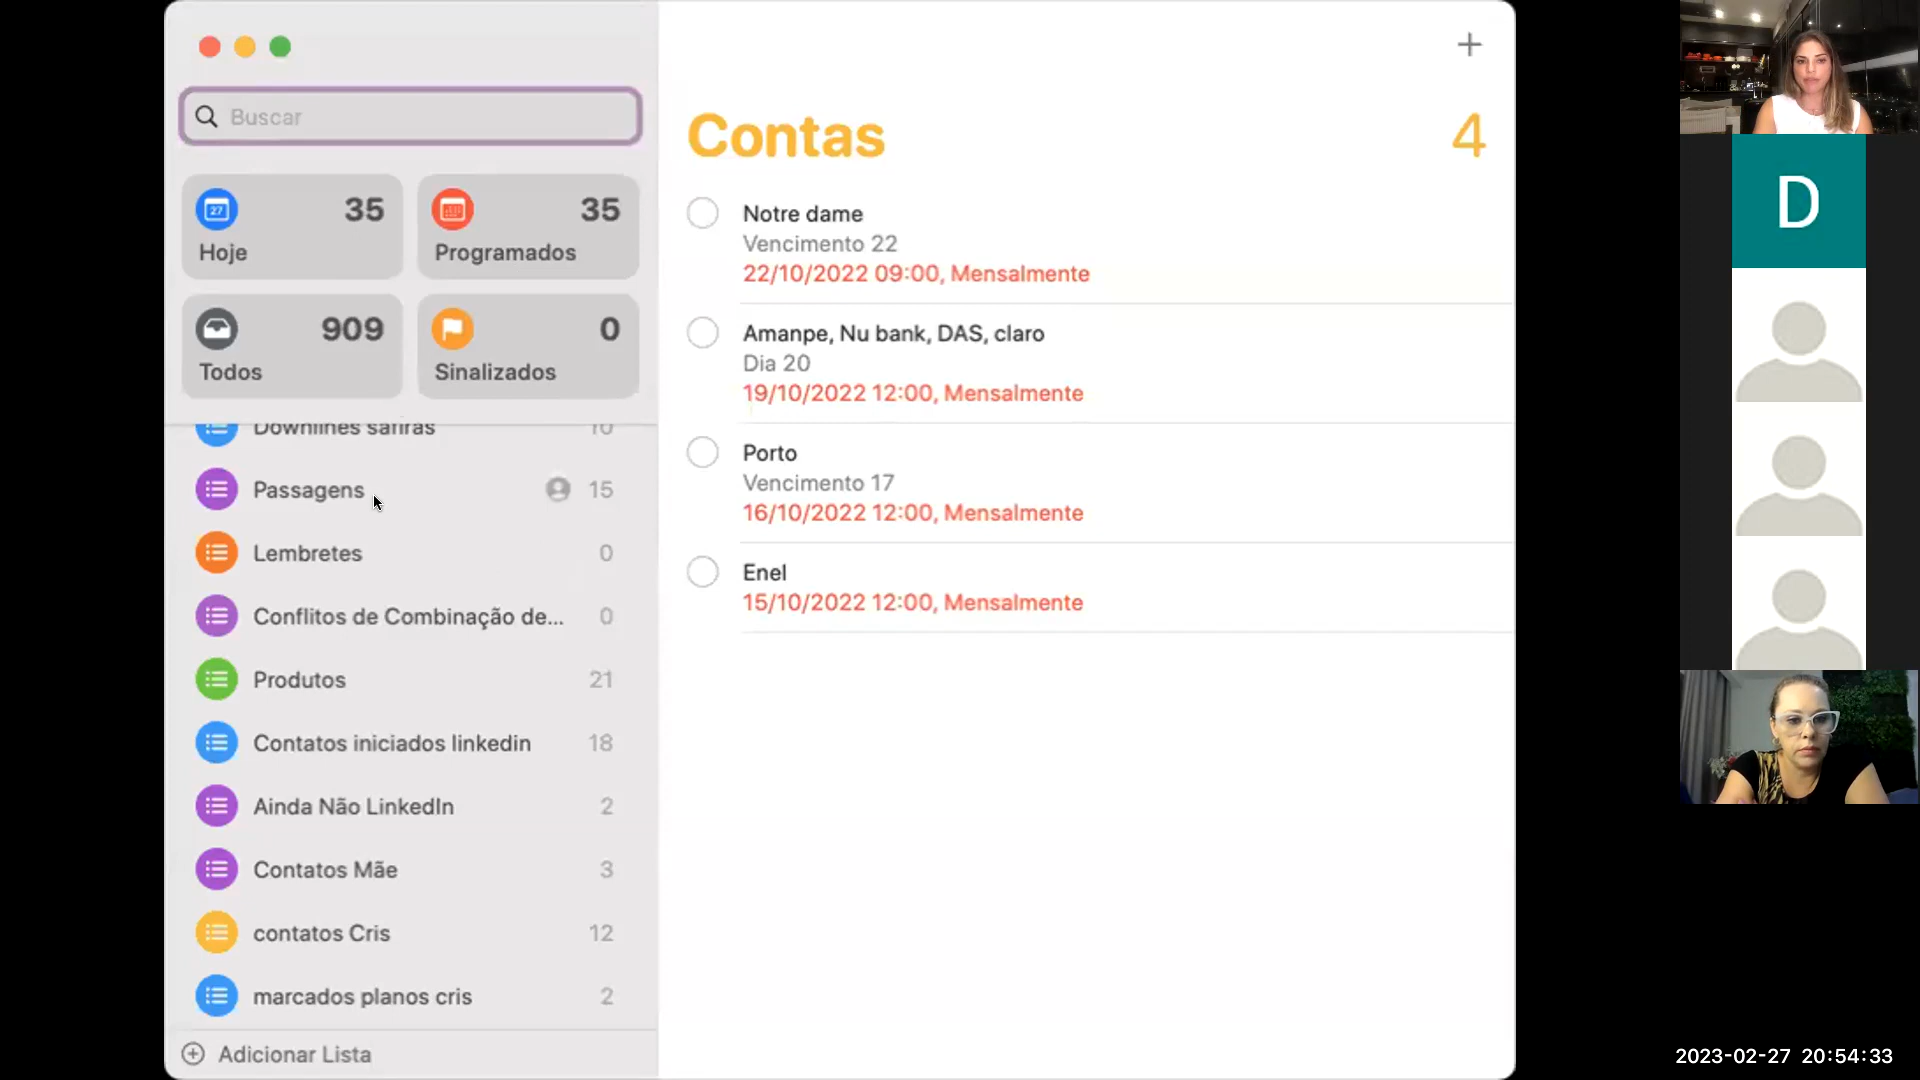 Buscar
35
Hoje
35
Programados
909
Todos
0
Sinalizados
Downlines safiras 10
Passagens 15
Lembretes 0
Conflitos de Combinação de... 0
Produtos 21
Contatos iniciados linkedin 18
Ainda Não LinkedIn 2
Contatos Mãe 3
contatos Cris 12
marcados planos cris 2
Adicionar Lista
Contas 4
Notre dame
Vencimento 22
22/10/2022 09:00, Mensalmente
Amanpe, Nu bank, DAS, claro
Dia 20
19/10/2022 12:00, Mensalmente
Porto
Vencimento 17
16/10/2022 12:00, Mensalmente
Enel
15/10/2022 12:00, Mensalmente
D
2023-02-27 20:54:33